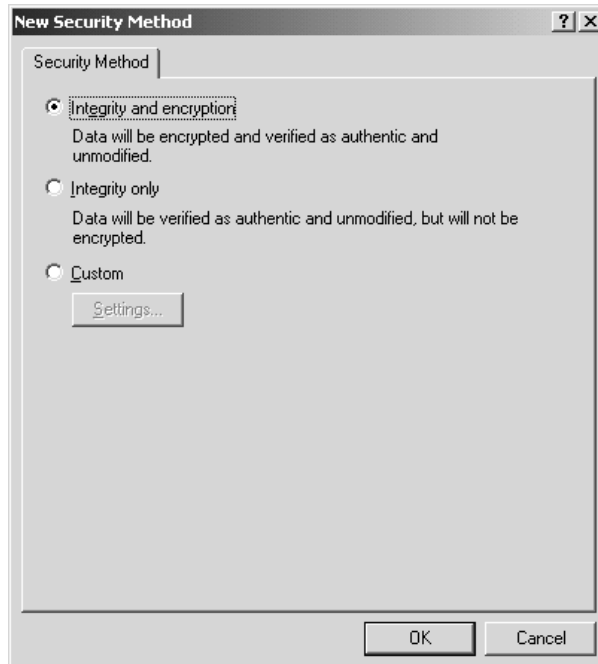 New Security Method
Security Method
Integrity and encryption
Data will be encrypted and verified as authentic and
unmodified.
Integrity only
Data will be verified as authentic and unmodified, but will not be
encrypted.
Custom
Settings...
OK Cancel